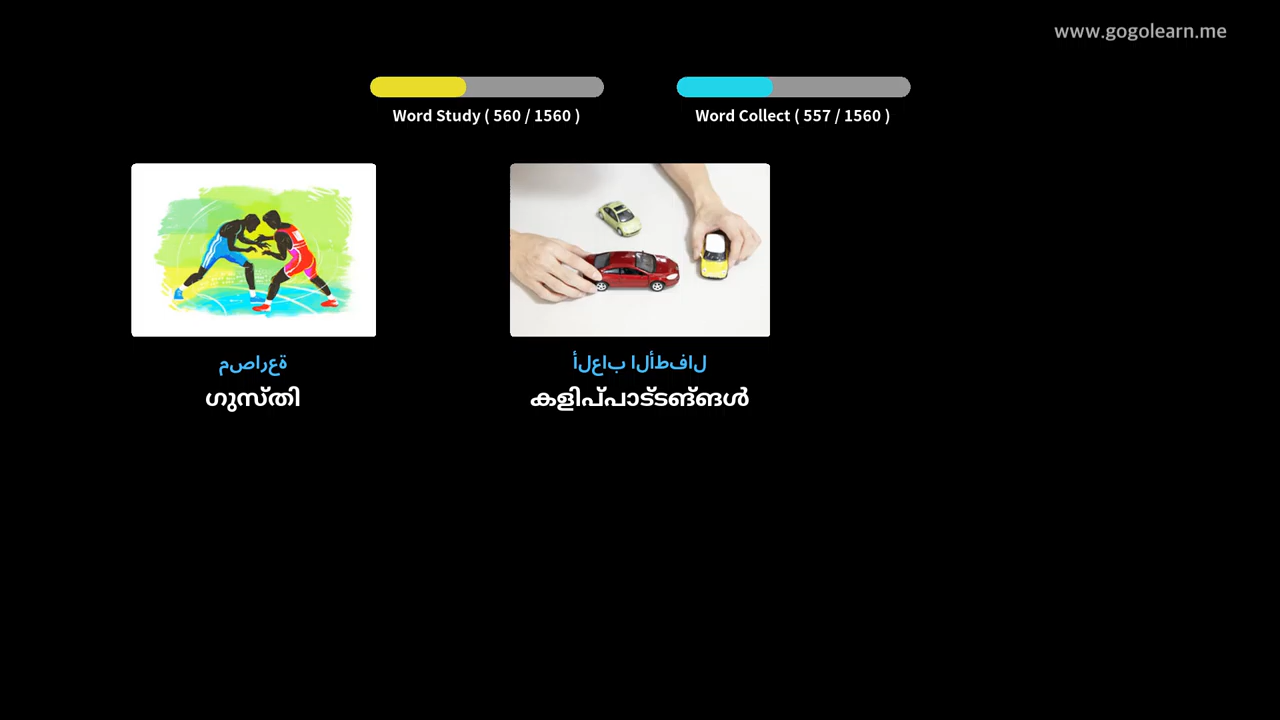 www.gogolearn.me
Word Study ( 560 / 1560 )
Word Collect ( 557 / 1560 )
مصارعة
ഗുസ്തി
ألعاب الأطفال
കളിപ്പാട്ടങ്ങൾ